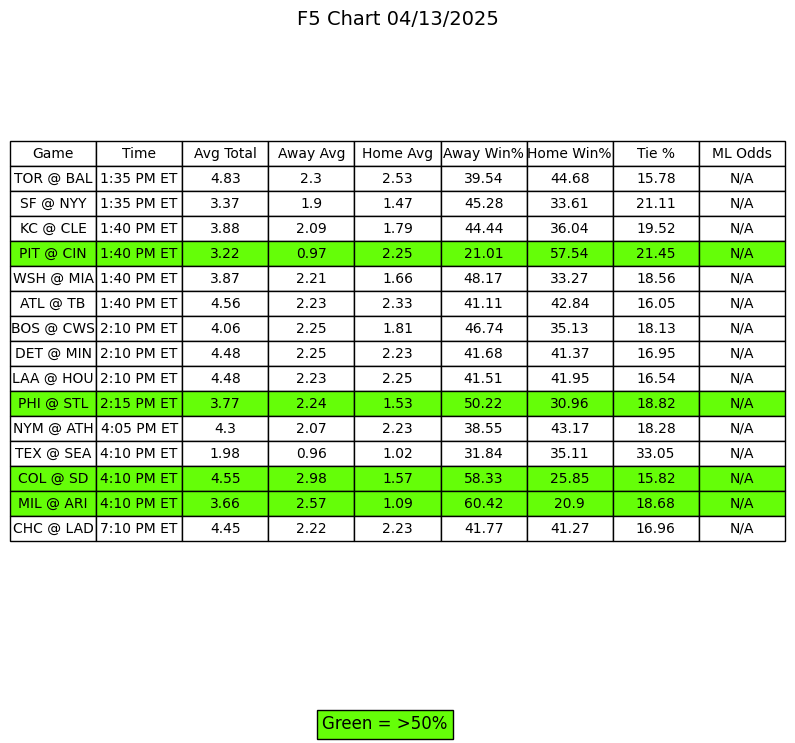 F5 Chart 04/13/2025
Game Time Avg Total Away Avg Home Avg Away Win% Home Win% Tie % ML Odds
TOR @ BAL 1:35 PM ET 4.83 2.3 2.53 39.54 44.68 15.78 N/A
SF @ NYY 1:35 PM ET 3.37 1.9 1.47 45.28 33.61 21.11 N/A
KC @ CLE 1:40 PM ET 3.88 2.09 1.79 44.44 36.04 19.52 N/A
PIT @ CIN 1:40 PM ET 3.22 0.97 2.25 21.01 57.54 21.45 N/A
WSH @ MIA 1:40 PM ET 3.87 2.21 1.66 48.17 33.27 18.56 N/A
ATL @ TB 1:40 PM ET 4.56 2.23 2.33 41.11 42.84 16.05 N/A
BOS @ CWS 2:10 PM ET 4.06 2.25 1.81 46.74 35.13 18.13 N/A
DET @ MIN 2:10 PM ET 4.48 2.25 2.23 41.68 41.37 16.95 N/A
LAA @ HOU 2:10 PM ET 4.48 2.23 2.25 41.51 41.95 16.54 N/A
PHI @ STL 2:15 PM ET 3.77 2.24 1.53 50.22 30.96 18.82 N/A
NYM @ ATH 4:05 PM ET 4.3 2.07 2.23 38.55 43.17 18.28 N/A
TEX @ SEA 4:10 PM ET 1.98 0.96 1.02 31.84 35.11 33.05 N/A
COL @ SD 4:10 PM ET 4.55 2.98 1.57 58.33 25.85 15.82 N/A
MIL @ ARI 4:10 PM ET 3.66 2.57 1.09 60.42 20.9 18.68 N/A
CHC @ LAD 7:10 PM ET 4.45 2.22 2.23 41.77 41.27 16.96 N/A
Green = >50%